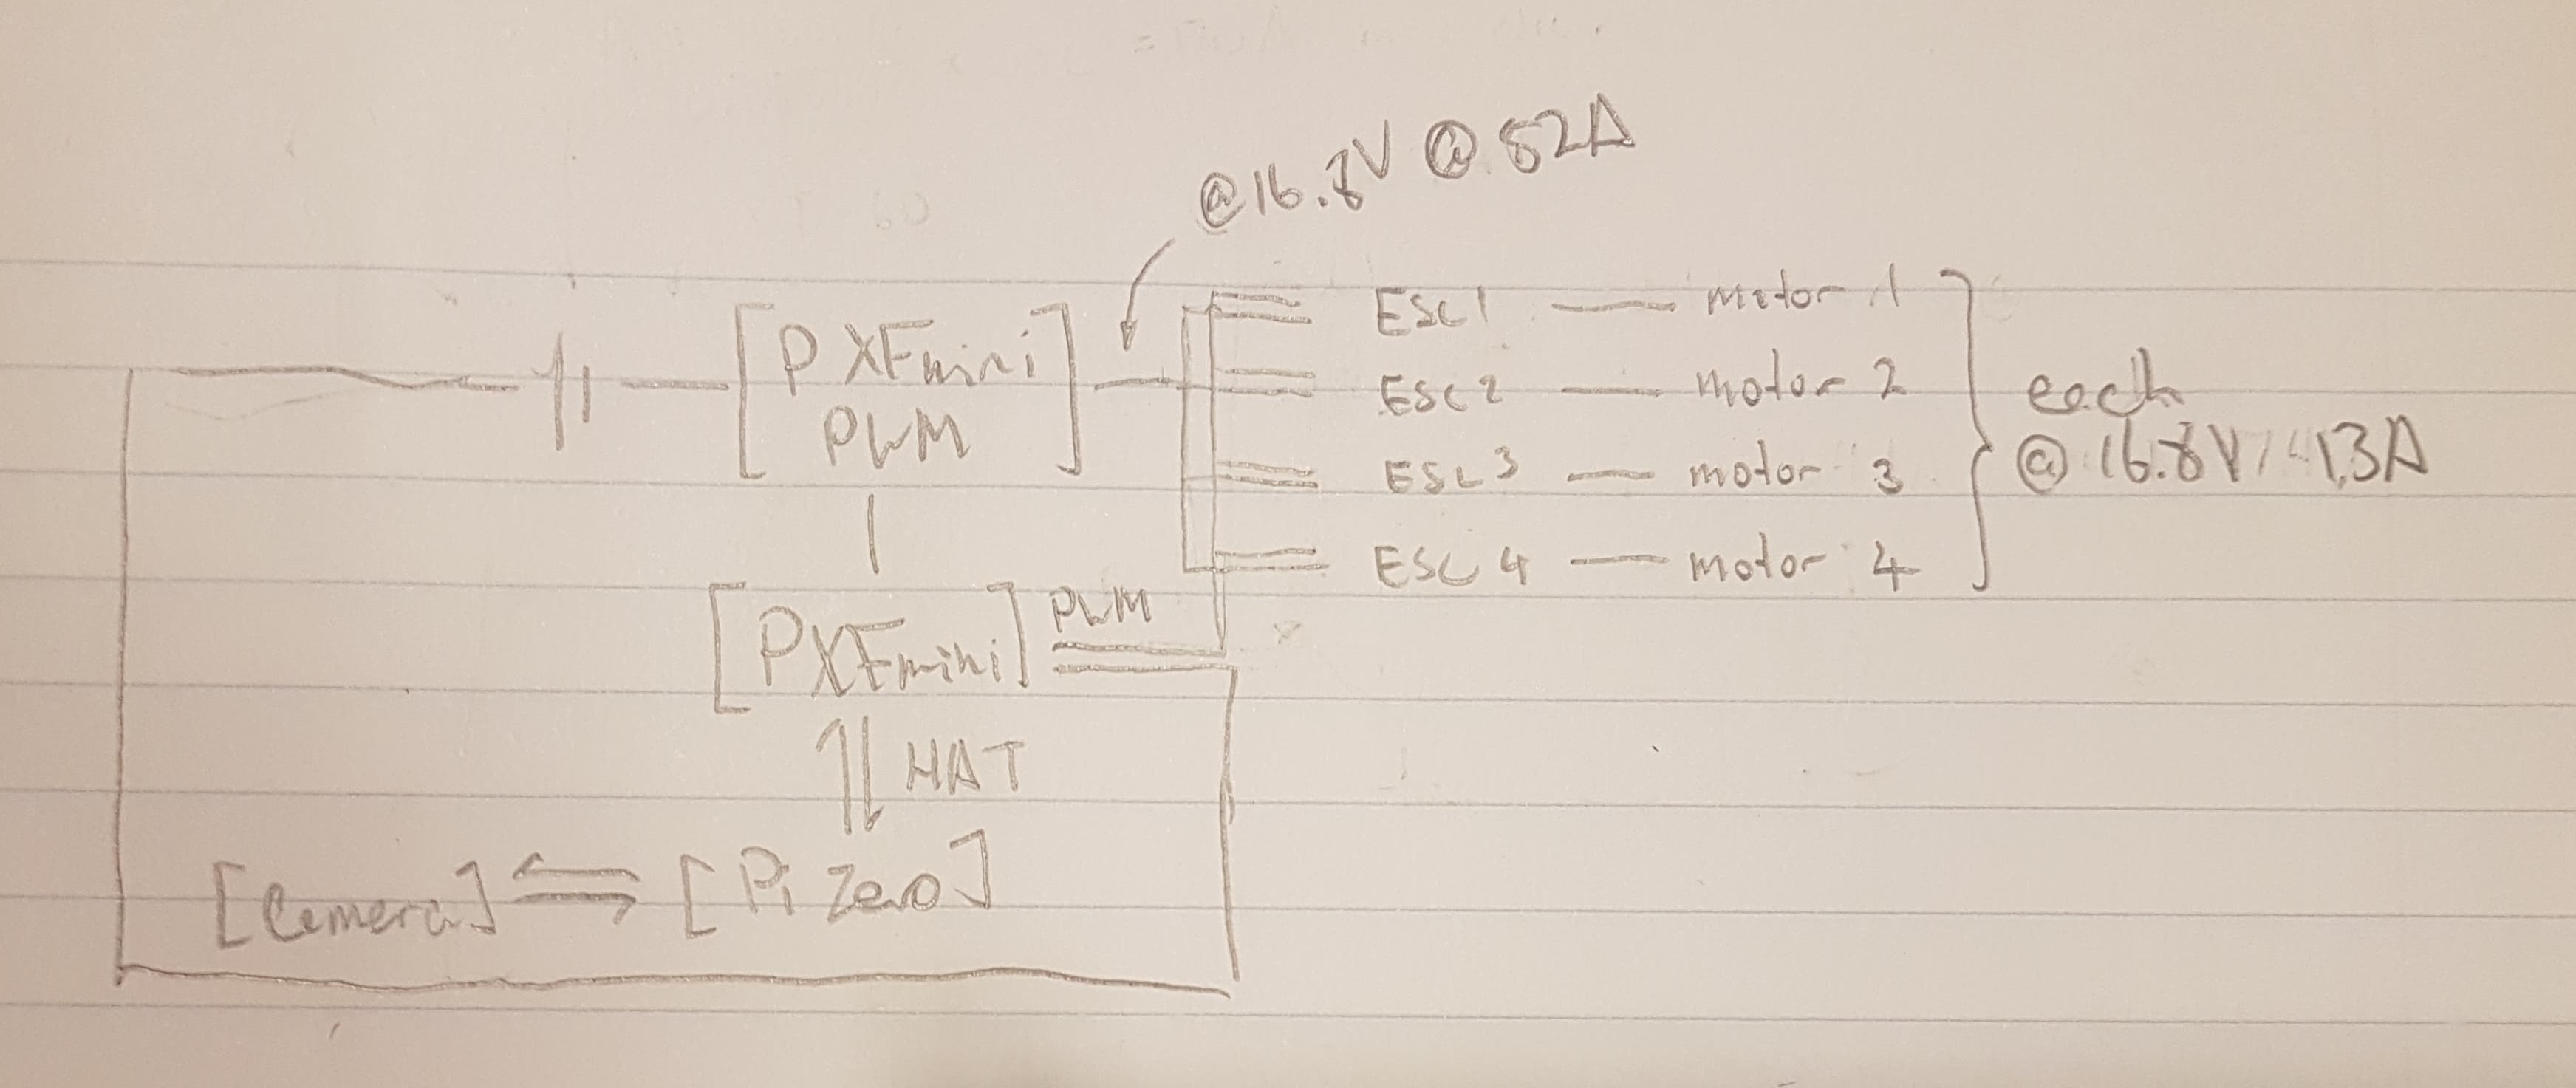 @16.8V @ 52A
[PXFmini PWM]
ESC1 — motor 1
ESC2 — motor 2
ESC3 — motor 3
ESC4 — motor 4
each
@ 16.8V / 13A
[PXFmini] PWM
HAT
[Camera] ⇌ [Pi Zero]